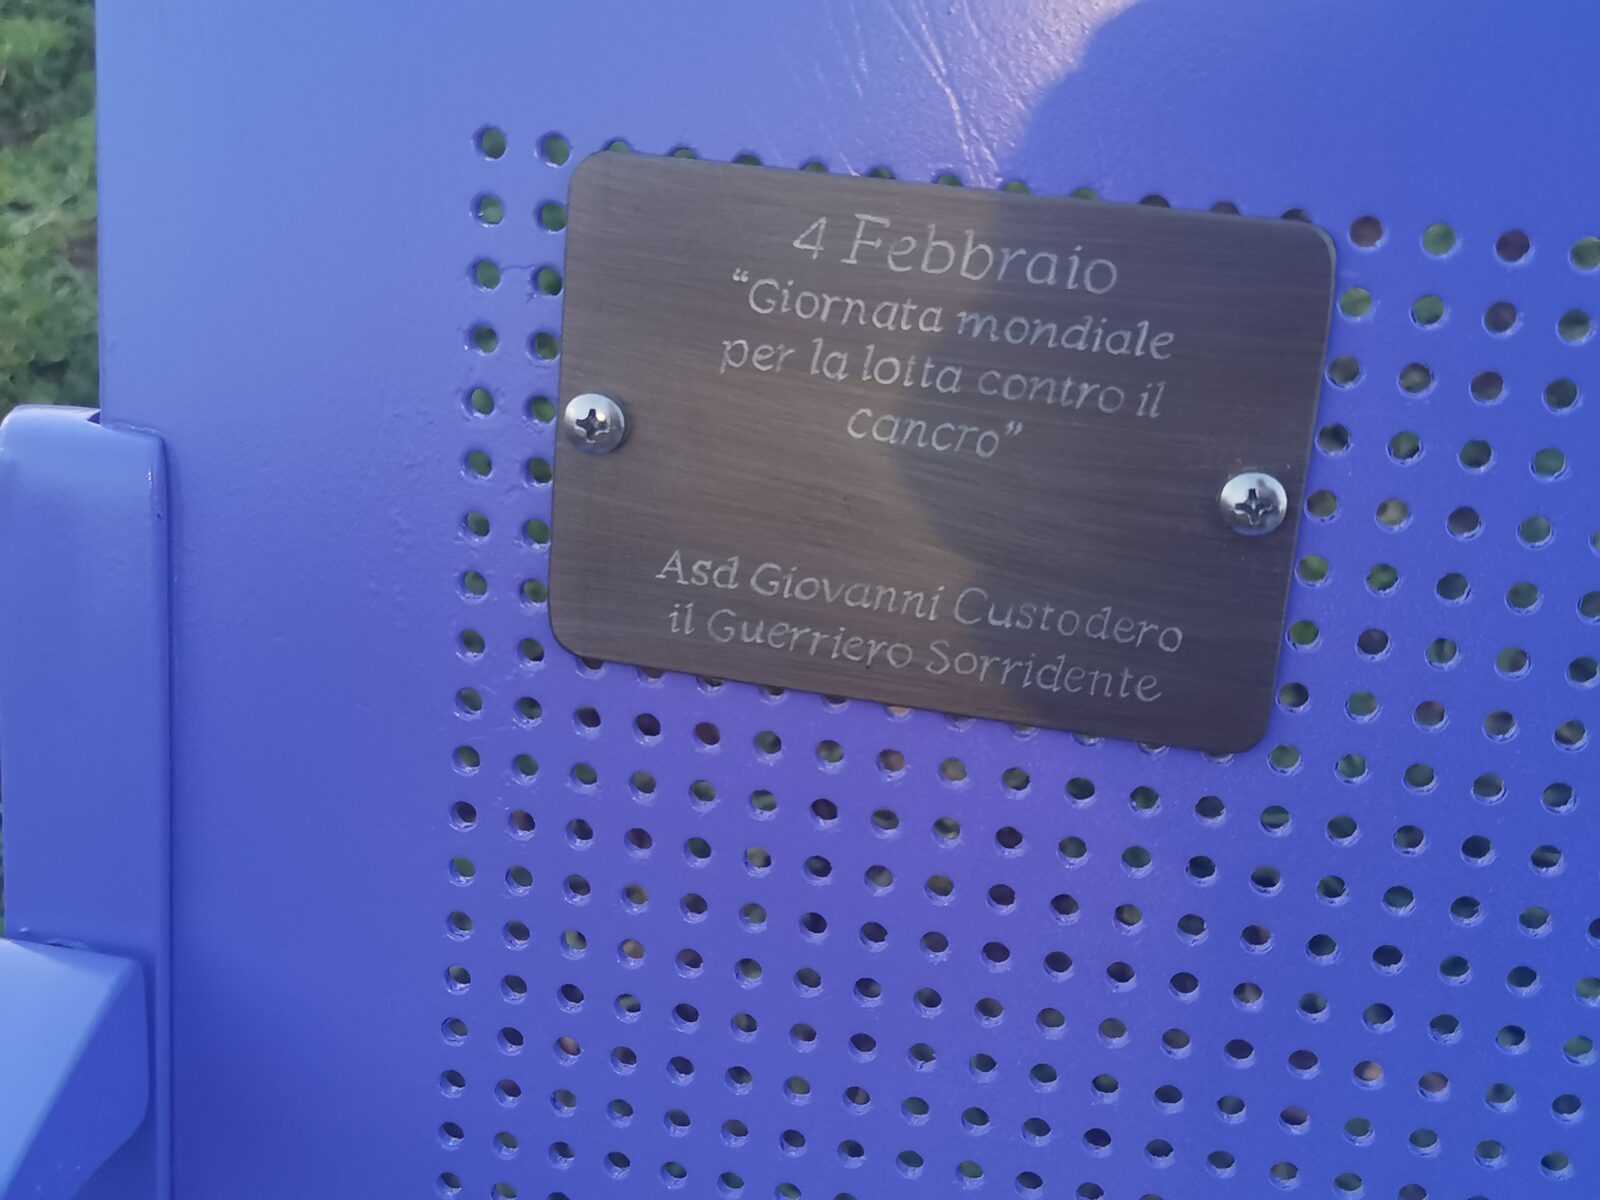 4 Febbraio
“Giornata mondiale
per la lotta contro il
cancro”
Asd Giovanni Custodero
il Guerriero Sorridente